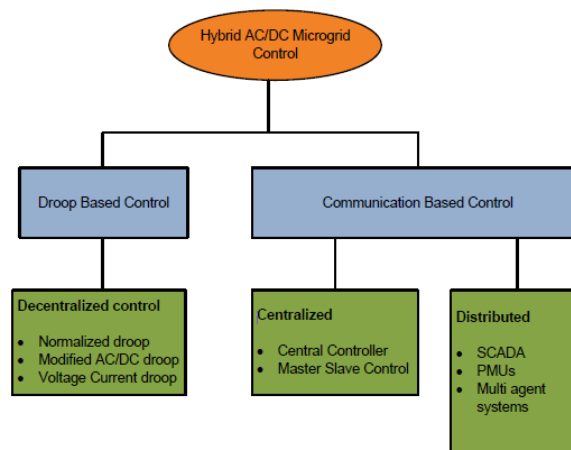 Hybrid AC/DC Microgrid
Control
Droop Based Control
Communication Based Control
Decentralized control
• Normalized droop
• Modified AC/DC droop
• Voltage Current droop
Centralized
• Central Controller
• Master Slave Control
Distributed
• SCADA
• PMUs
• Multi agent
systems